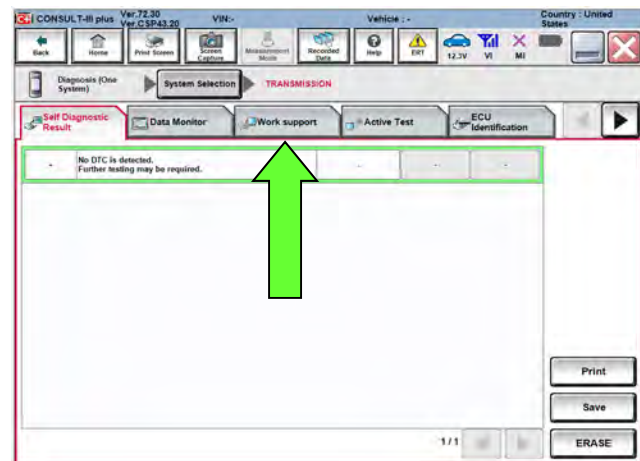 CONSULT-III plus Ver.72.30 Ver.CSP43.20 VIN:- Vehicle : - Country : United States
Back Home Print Screen Screen Capture Measurement Mode Recorded Data Help ERT 12.3V VI MI
Diagnosis (One System) System Selection TRANSMISSION
Self Diagnostic Result Data Monitor Work support Active Test ECU Identification
- No DTC is detected. - - -
Further testing may be required.
Print
Save
1/1 ERASE